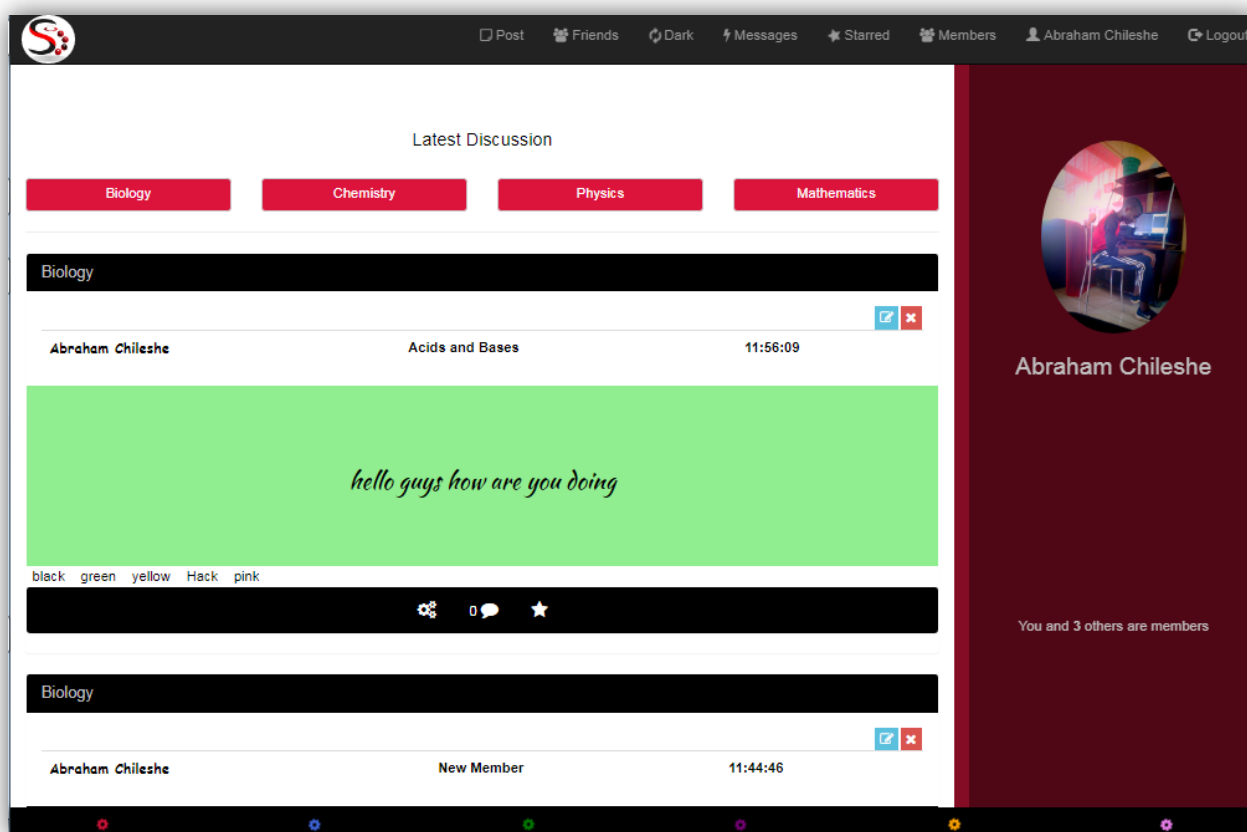 S
Post Friends Dark Messages Starred Members Abraham Chileshe Logout
Latest Discussion
Biology Chemistry Physics Mathematics
Biology
Abraham Chileshe Acids and Bases 11:56:09
hello guys how are you doing
black green yellow Hack pink
0
Biology
Abraham Chileshe New Member 11:44:46
Abraham Chileshe
You and 3 others are members